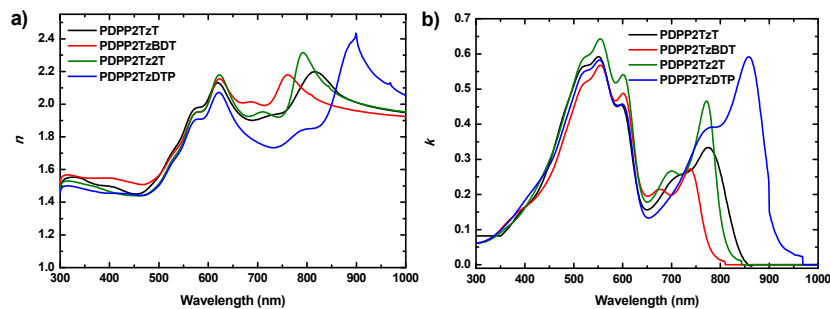 a)
PDPP2TzT
PDPP2TzBDT
PDPP2Tz2T
PDPP2TzDTP
n
2.4
2.2
2.0
1.8
1.6
1.4
1.2
1.0
300 400 500 600 700 800 900 1000
Wavelength (nm)
b)
PDPP2TzT
PDPP2TzBDT
PDPP2Tz2T
PDPP2TzDTP
k
0.7
0.6
0.5
0.4
0.3
0.2
0.1
0.0
300 400 500 600 700 800 900 1000
Wavelength (nm)